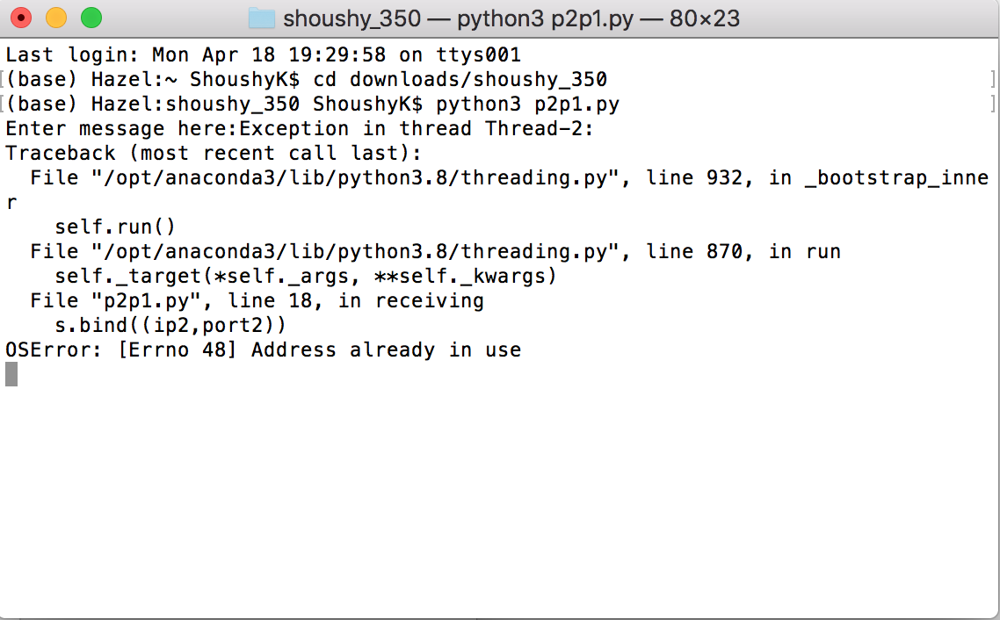 shoushy_350 — python3 p2p1.py — 80×23
Last login: Mon Apr 18 19:29:58 on ttys001
[(base) Hazel:~ ShoushyK$ cd downloads/shoushy_350 ]
[(base) Hazel:shoushy_350 ShoushyK$ python3 p2p1.py ]
Enter message here:Exception in thread Thread-2:
Traceback (most recent call last):
  File "/opt/anaconda3/lib/python3.8/threading.py", line 932, in _bootstrap_inne
r
    self.run()
  File "/opt/anaconda3/lib/python3.8/threading.py", line 870, in run
    self._target(*self._args, **self._kwargs)
  File "p2p1.py", line 18, in receiving
    s.bind((ip2,port2))
OSError: [Errno 48] Address already in use